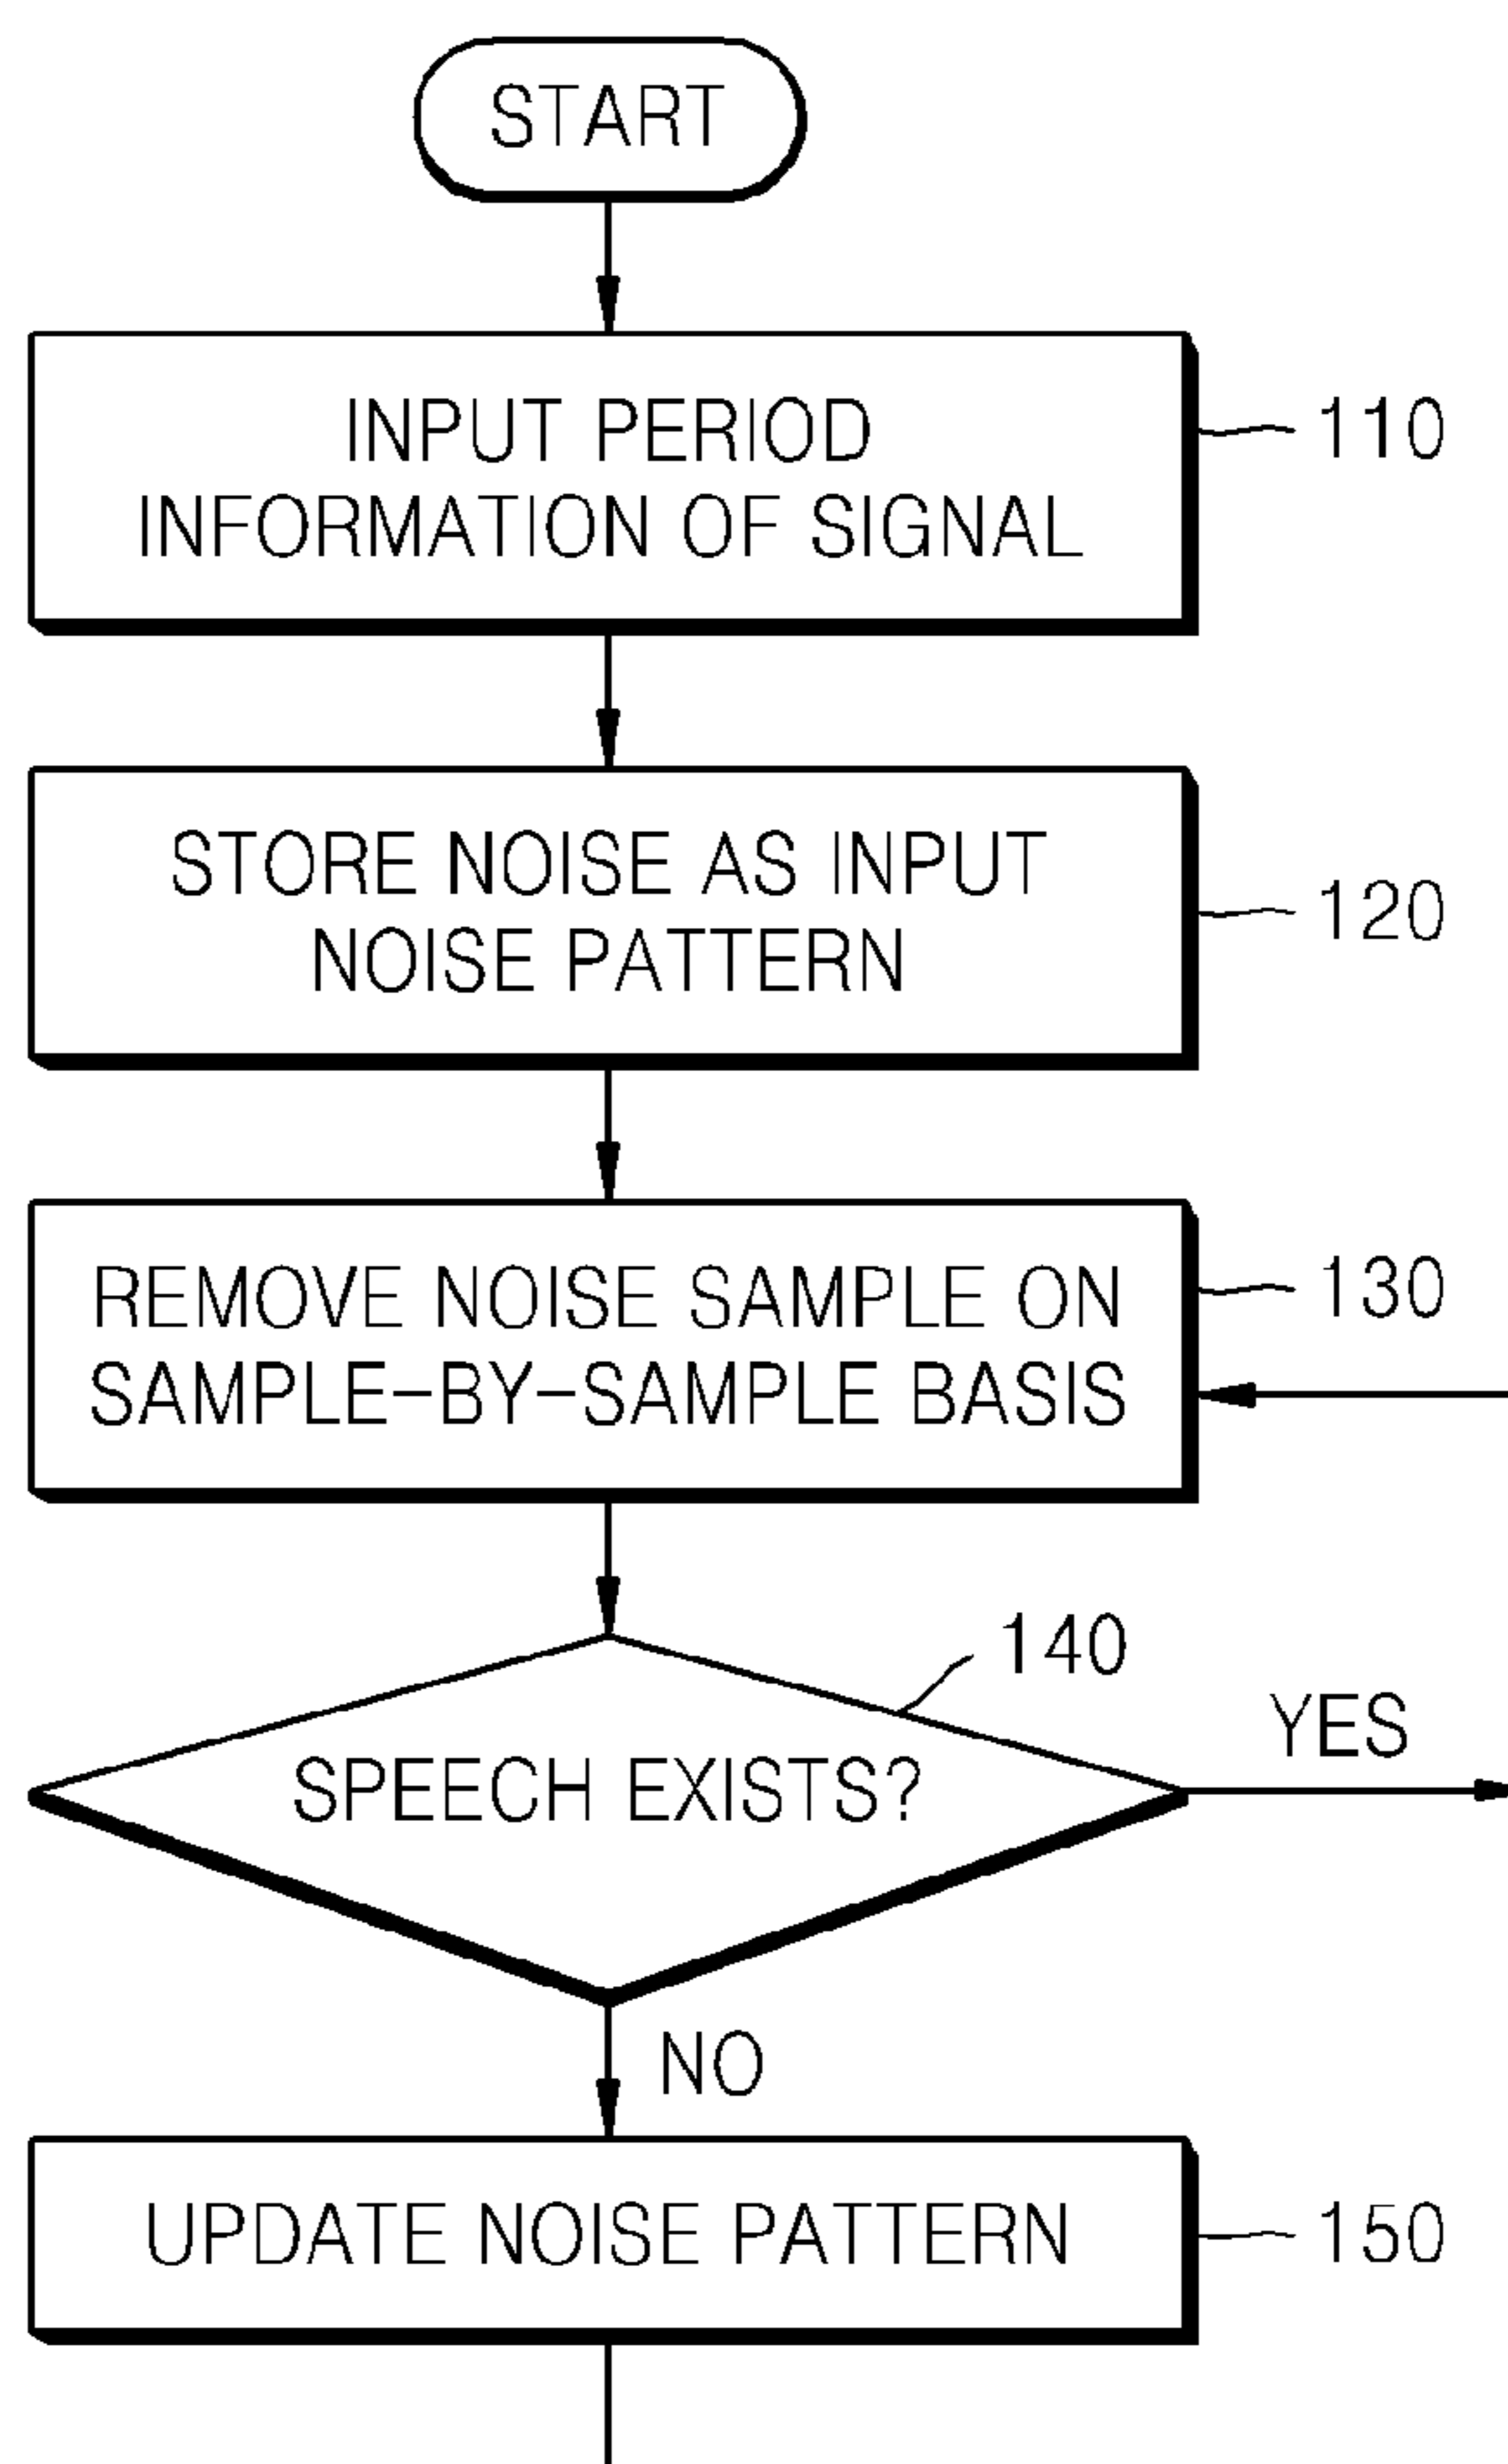 START
INPUT PERIOD
INFORMATION OF SIGNAL
110
STORE NOISE AS INPUT
NOISE PATTERN
120
REMOVE NOISE SAMPLE ON
SAMPLE-BY-SAMPLE BASIS
130
140
SPEECH EXISTS?
YES
NO
UPDATE NOISE PATTERN
150